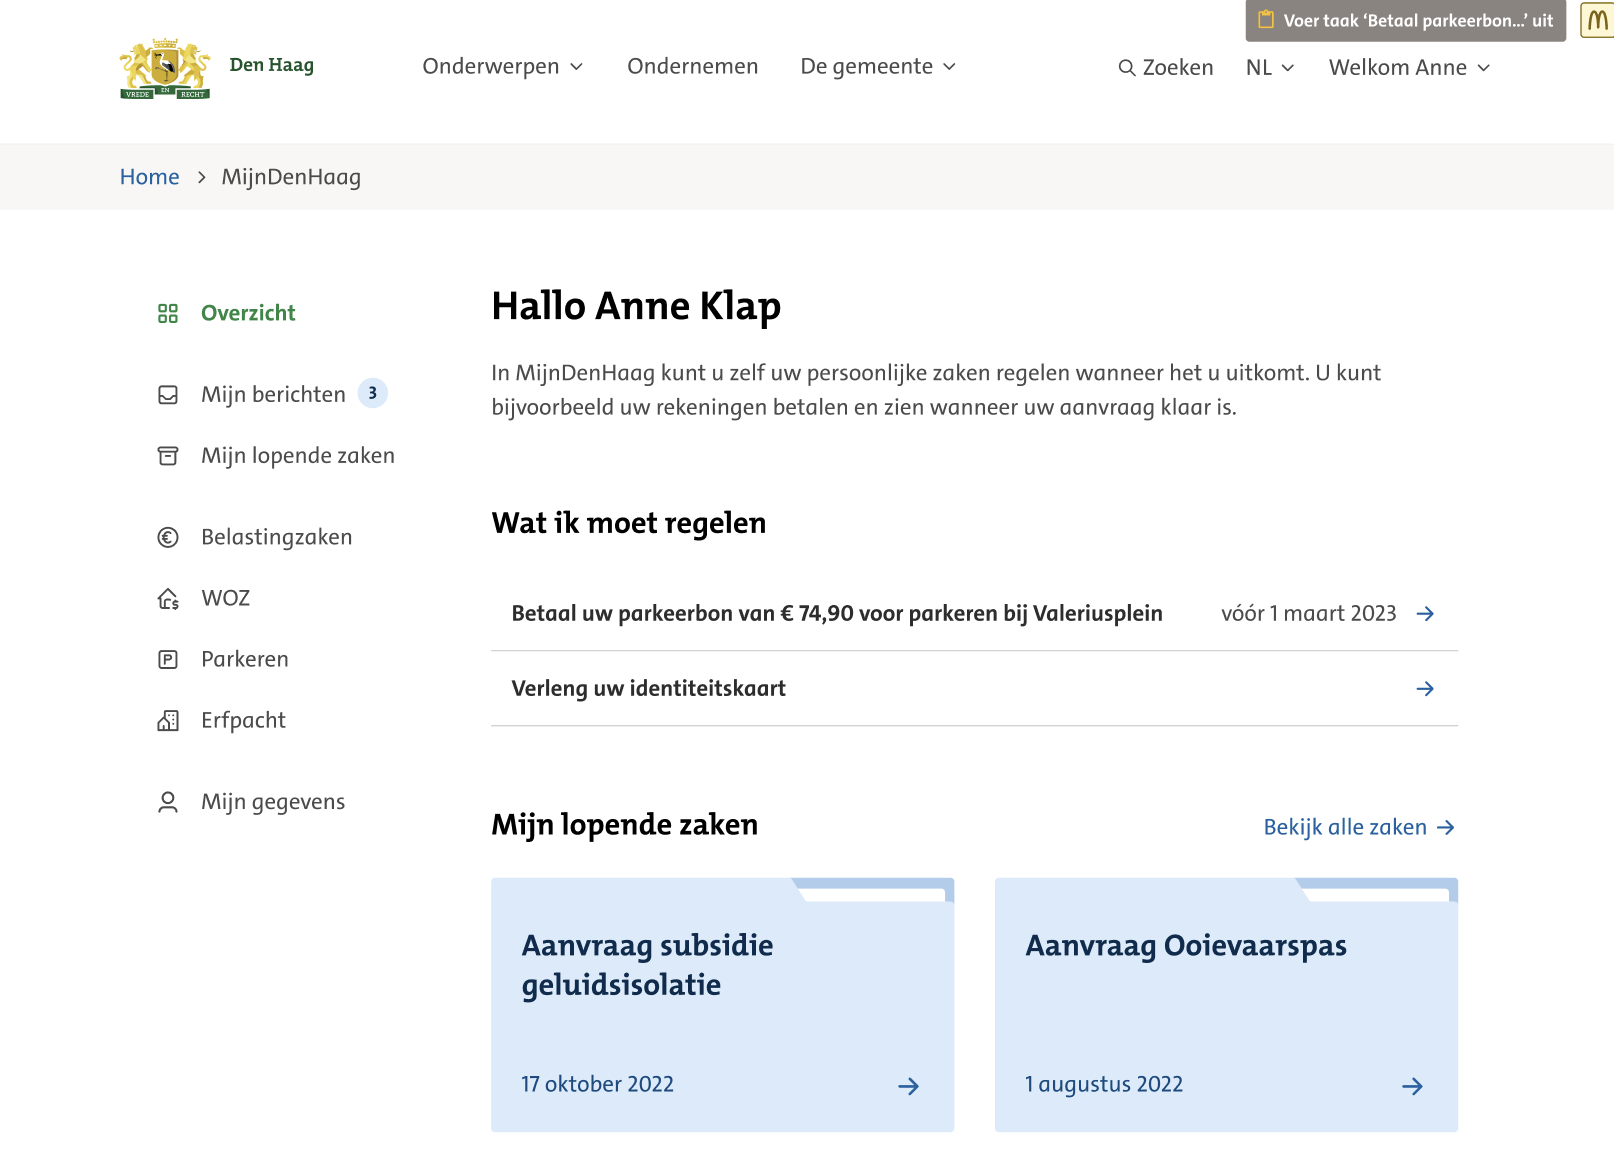 Voer taak ‘Betaal parkeerbon...’ uit
VREDE EN RECHT
Den Haag
Onderwerpen
Ondernemen
De gemeente
Zoeken
NL
Welkom Anne
Home > MijnDenHaag
Overzicht
Mijn berichten 3
Mijn lopende zaken
Belastingzaken
WOZ
Parkeren
Erfpacht
Mijn gegevens
Hallo Anne Klap
In MijnDenHaag kunt u zelf uw persoonlijke zaken regelen wanneer het u uitkomt. U kunt
bijvoorbeeld uw rekeningen betalen en zien wanneer uw aanvraag klaar is.
Wat ik moet regelen
Betaal uw parkeerbon van € 74,90 voor parkeren bij Valeriusplein vóór 1 maart 2023
Verleng uw identiteitskaart
Mijn lopende zaken
Bekijk alle zaken
Aanvraag subsidie
geluidsisolatie
17 oktober 2022
Aanvraag Ooievaarspas
1 augustus 2022